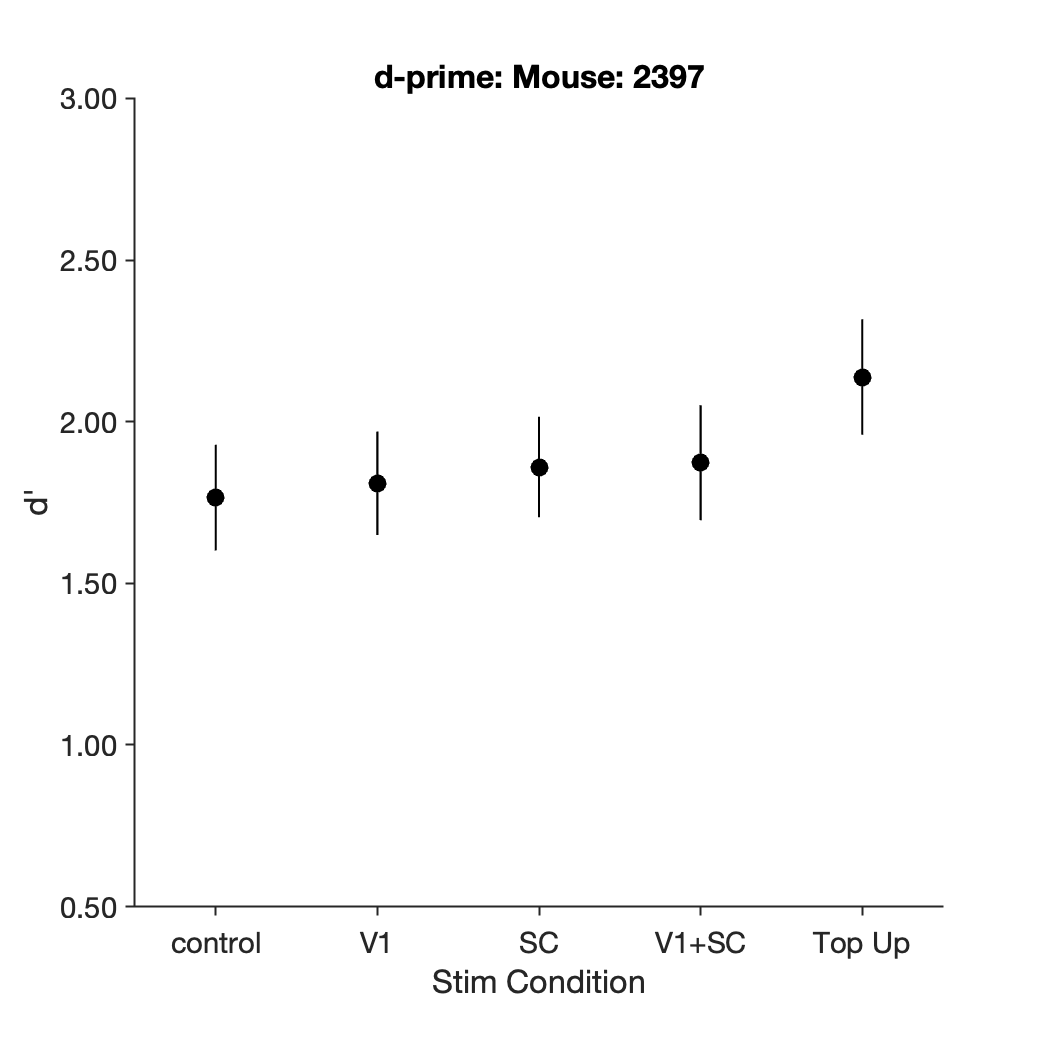 d-prime: Mouse: 2397
3.00
2.50
2.00
1.50
1.00
0.50
d'
control V1 SC V1+SC Top Up
Stim Condition